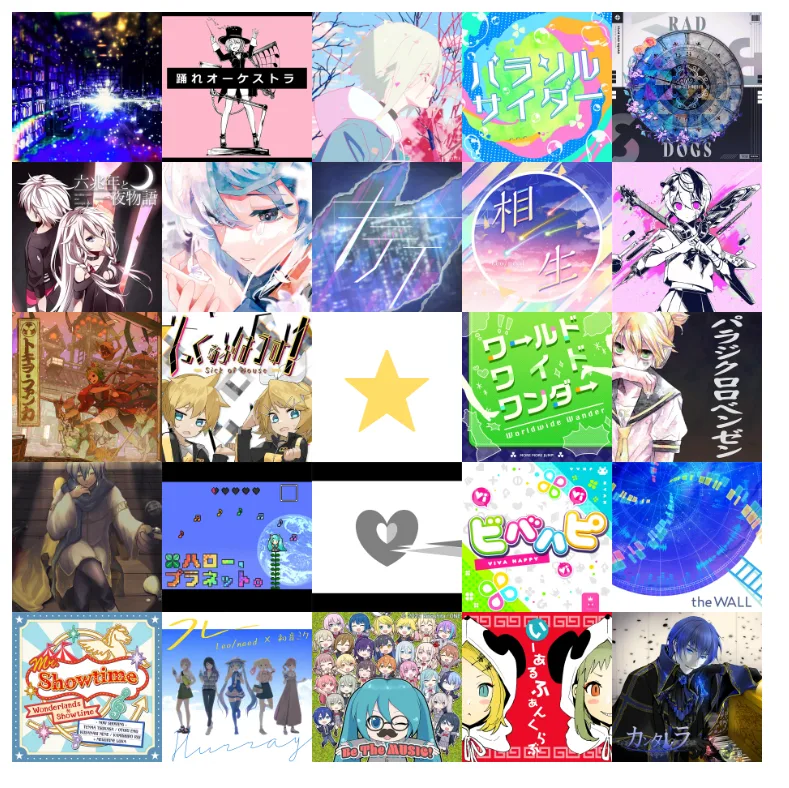 踊れオーケストラ
バラソル
サイダー
RAD
DOGS
六兆年と
一夜物語
相
生
トキヲ・ファンカ
Sick of House
ワールド
ワイド
ワンダー
Worldwide Wander
パラジクロロベンゼン
ハロー、
プラネット。
ビバハピ
VIVA HAPPY
the WALL
Mr.
Showtime
Wonderlands
Showtime
フレー
Leo/need × 初音ミク
Hurray
Be The MUSIC!
いーあるふぁんくらぶ
カンタレラ